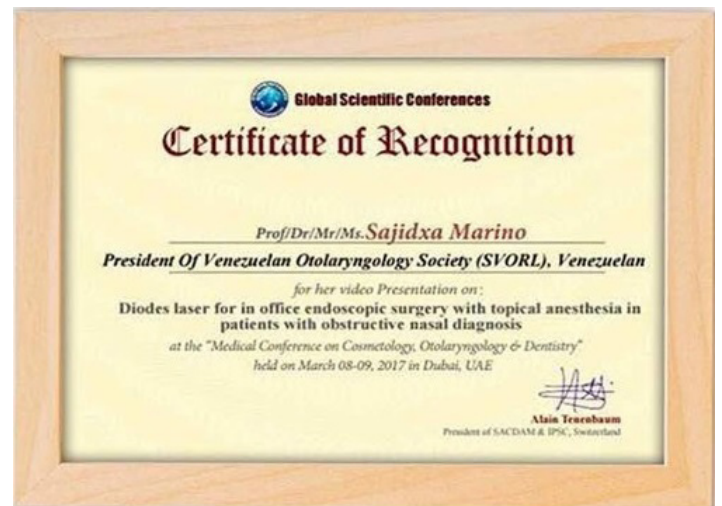 Global Scientific Conferences
Certificate of Recognition
Prof/Dr/Mr/Ms. Sajidxa Marino
President Of Venezuelan Otolaryngology Society (SVORL), Venezuelan
for her video Presentation on :
Diodes laser for in office endoscopic surgery with topical anesthesia in
patients with obstructive nasal diagnosis
at the "Medical Conference on Cosmetology, Otolaryngology & Dentistry"
held on March 08-09, 2017 in Dubai, UAE
Alain Tenenbaum
President of SACDAM & IPSC, Switzerland